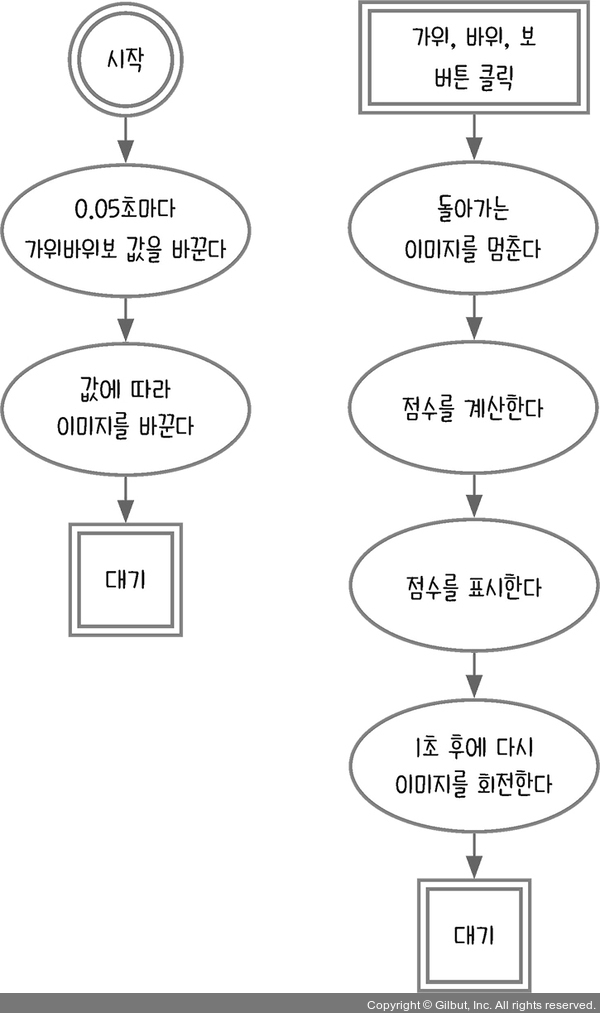 시작
0.05초마다
가위바위보 값을 바꾼다
값에 따라
이미지를 바꾼다
대기
가위, 바위, 보
버튼 클릭
돌아가는
이미지를 멈춘다
점수를 계산한다
점수를 표시한다
1초 후에 다시
이미지를 회전한다
대기
Copyright © Gilbut, Inc. All rights reserved.